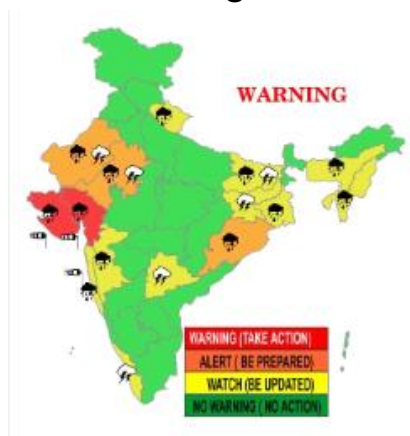 WARNING
WARNING (TAKE ACTION)
ALERT ( BE PREPARED)
WATCH (BE UPDATED)
NO WARNING ( NO ACTION)